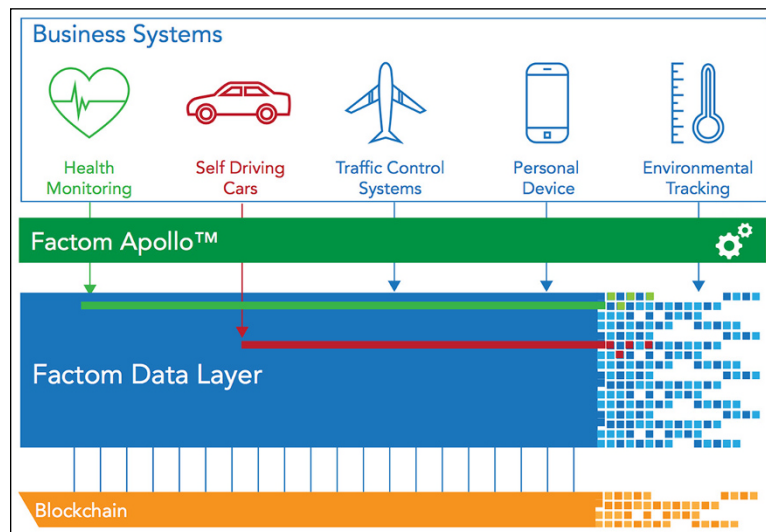 Business Systems
Health
Monitoring
Self Driving
Cars
Traffic Control
Systems
Personal
Device
Environmental
Tracking
Factom Apollo™
Factom Data Layer
Blockchain